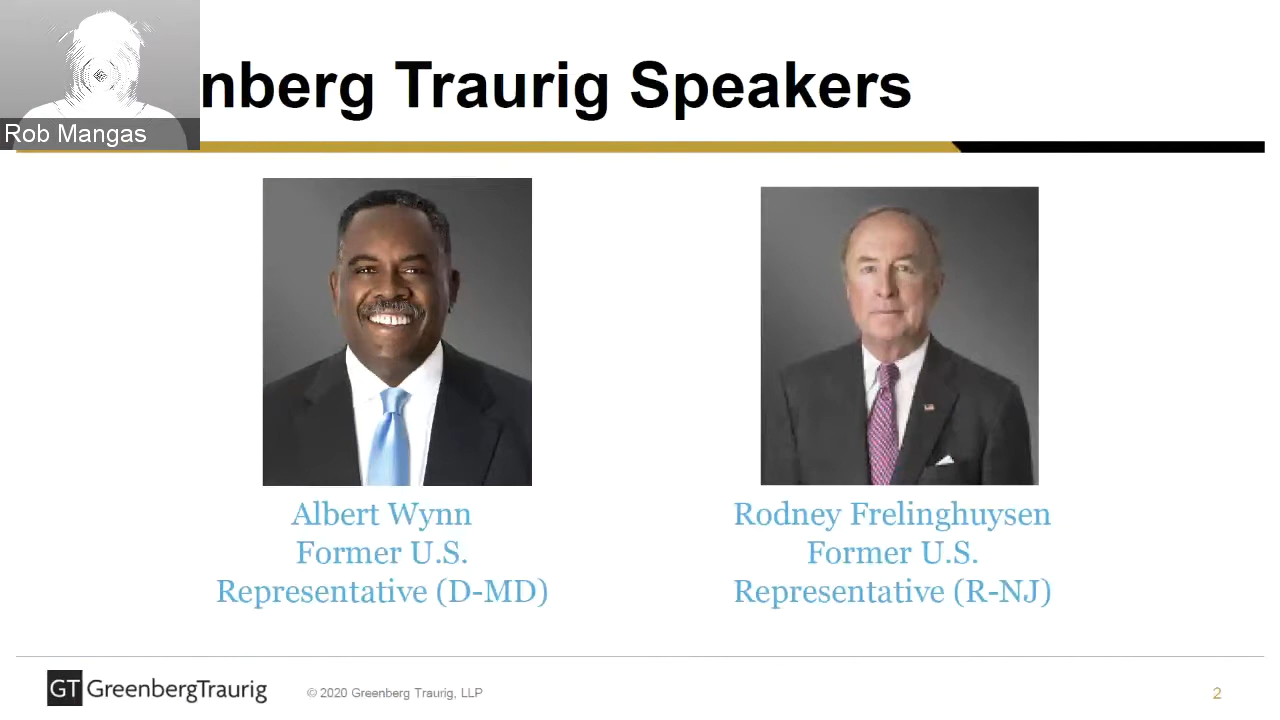 nberg Traurig Speakers
Rob Mangas
Albert Wynn
Former U.S.
Representative (D-MD)
Rodney Frelinghuysen
Former U.S.
Representative (R-NJ)
GT GreenbergTraurig
© 2020 Greenberg Traurig, LLP
2